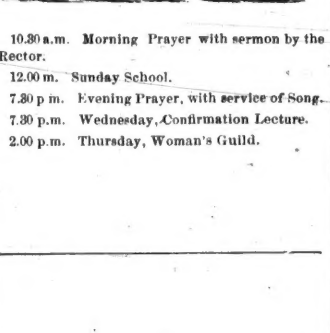 10.30 a.m. Morning Prayer with sermon by the
Rector.
12.00 m. Sunday School.
7.30 p m. Evening Prayer, with service of Song.
7.30 p.m. Wednesday, Confirmation Lecture.
2.00 p.m. Thursday, Woman's Guild.